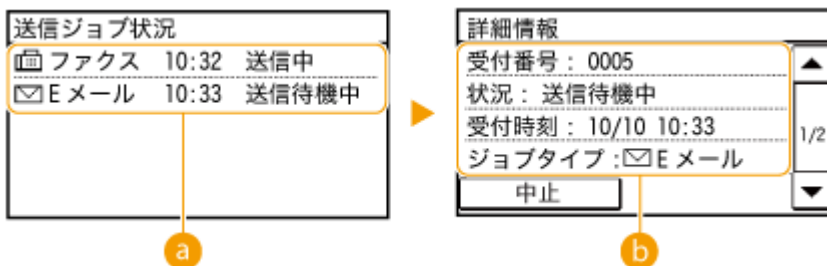 送信ジョブ状況
ファクス 10:32 送信中
Eメール 10:33 送信待機中
a
詳細情報
受付番号: 0005
状況: 送信待機中
受付時刻: 10/10 10:33
ジョブタイプ:Eメール
1/2
中止
b